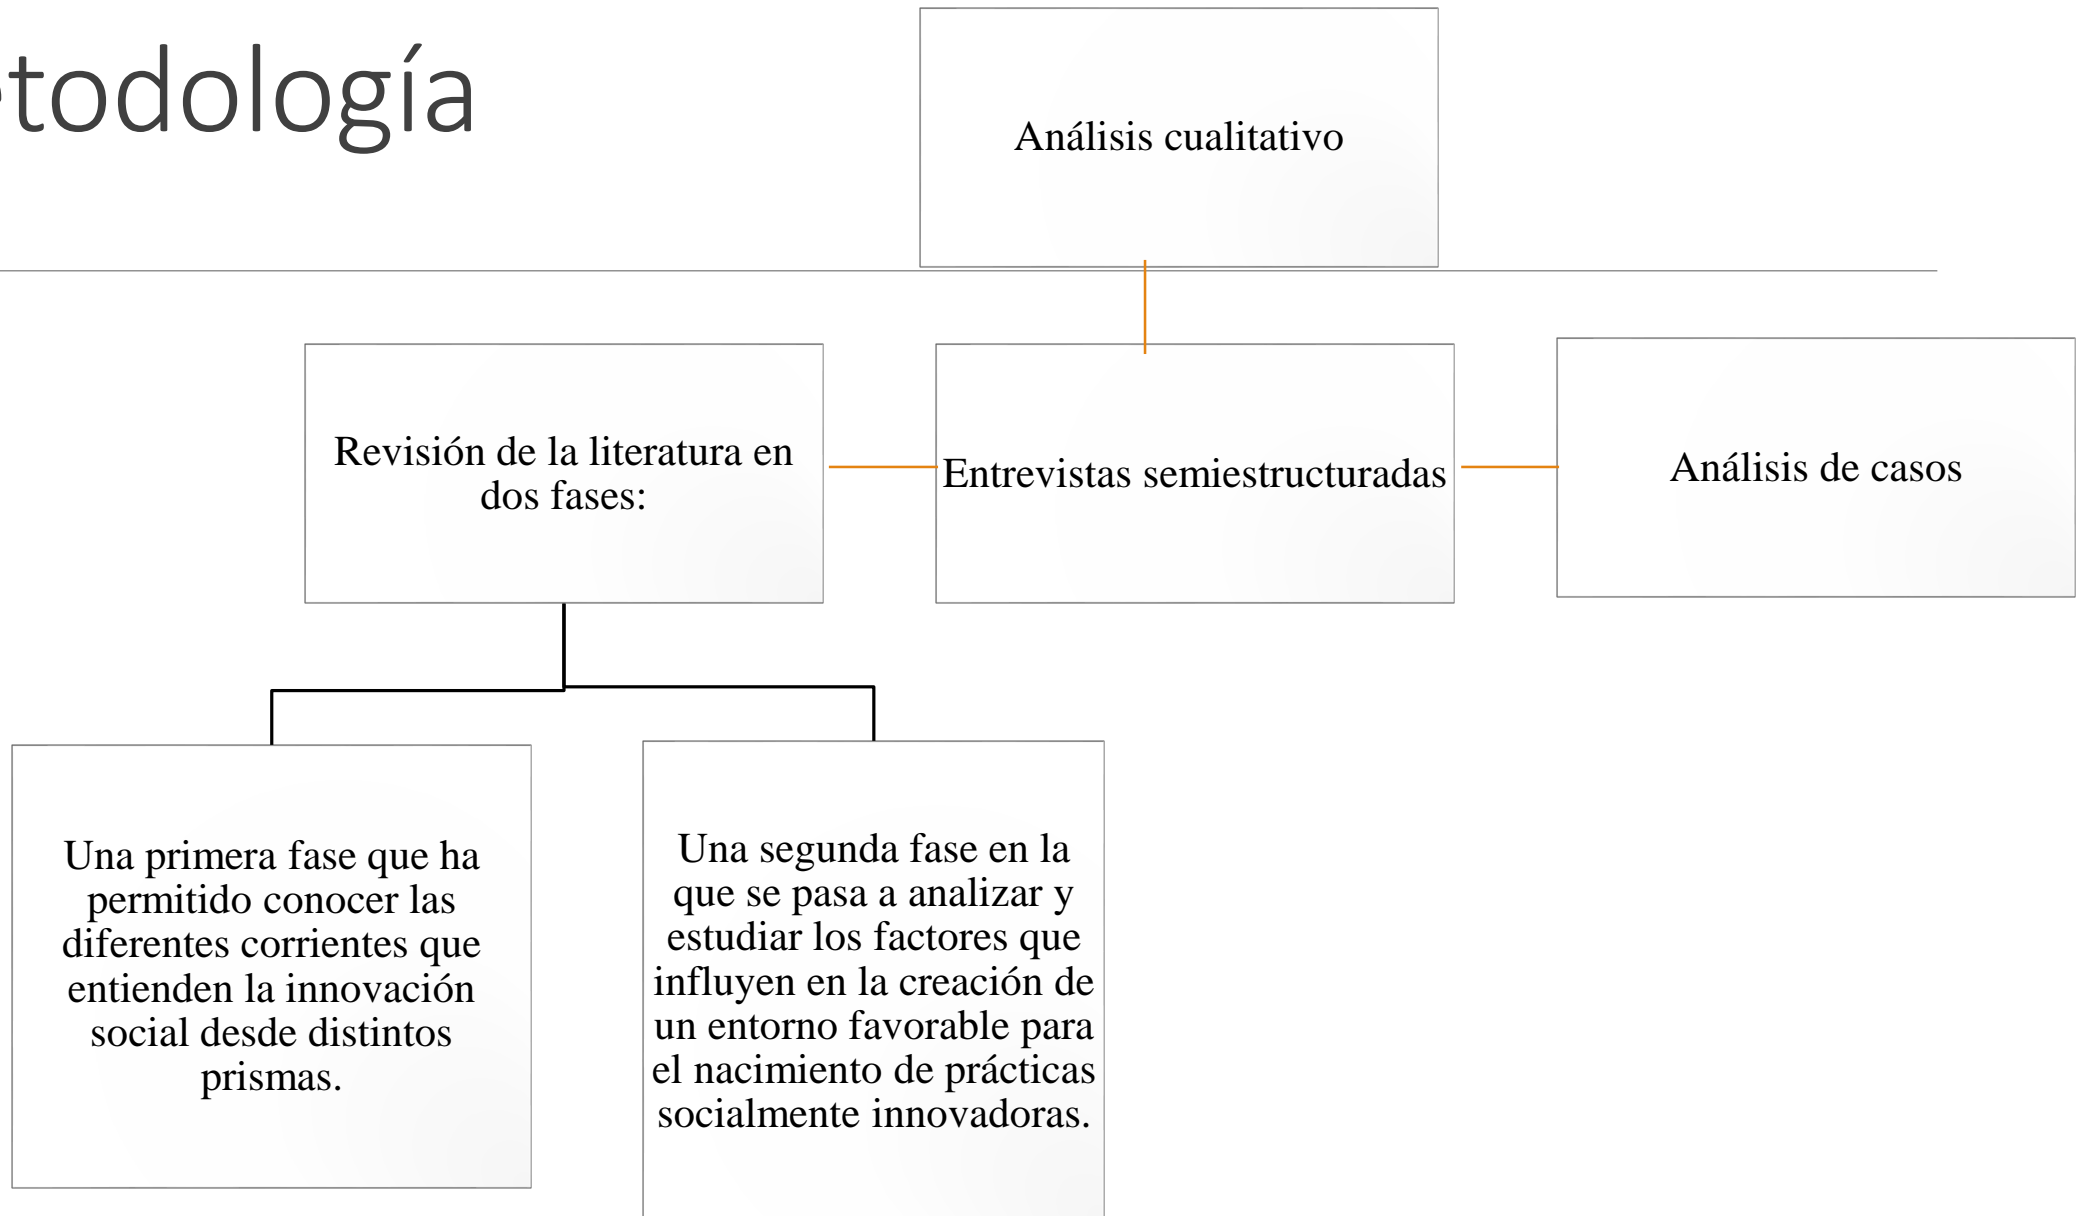 etodología
Análisis cualitativo
Revisión de la literatura en
dos fases:
Entrevistas semiestructuradas
Análisis de casos
Una primera fase que ha
permitido conocer las
diferentes corrientes que
entienden la innovación
social desde distintos
prismas.
Una segunda fase en la
que se pasa a analizar y
estudiar los factores que
influyen en la creación de
un entorno favorable para
el nacimiento de prácticas
socialmente innovadoras.